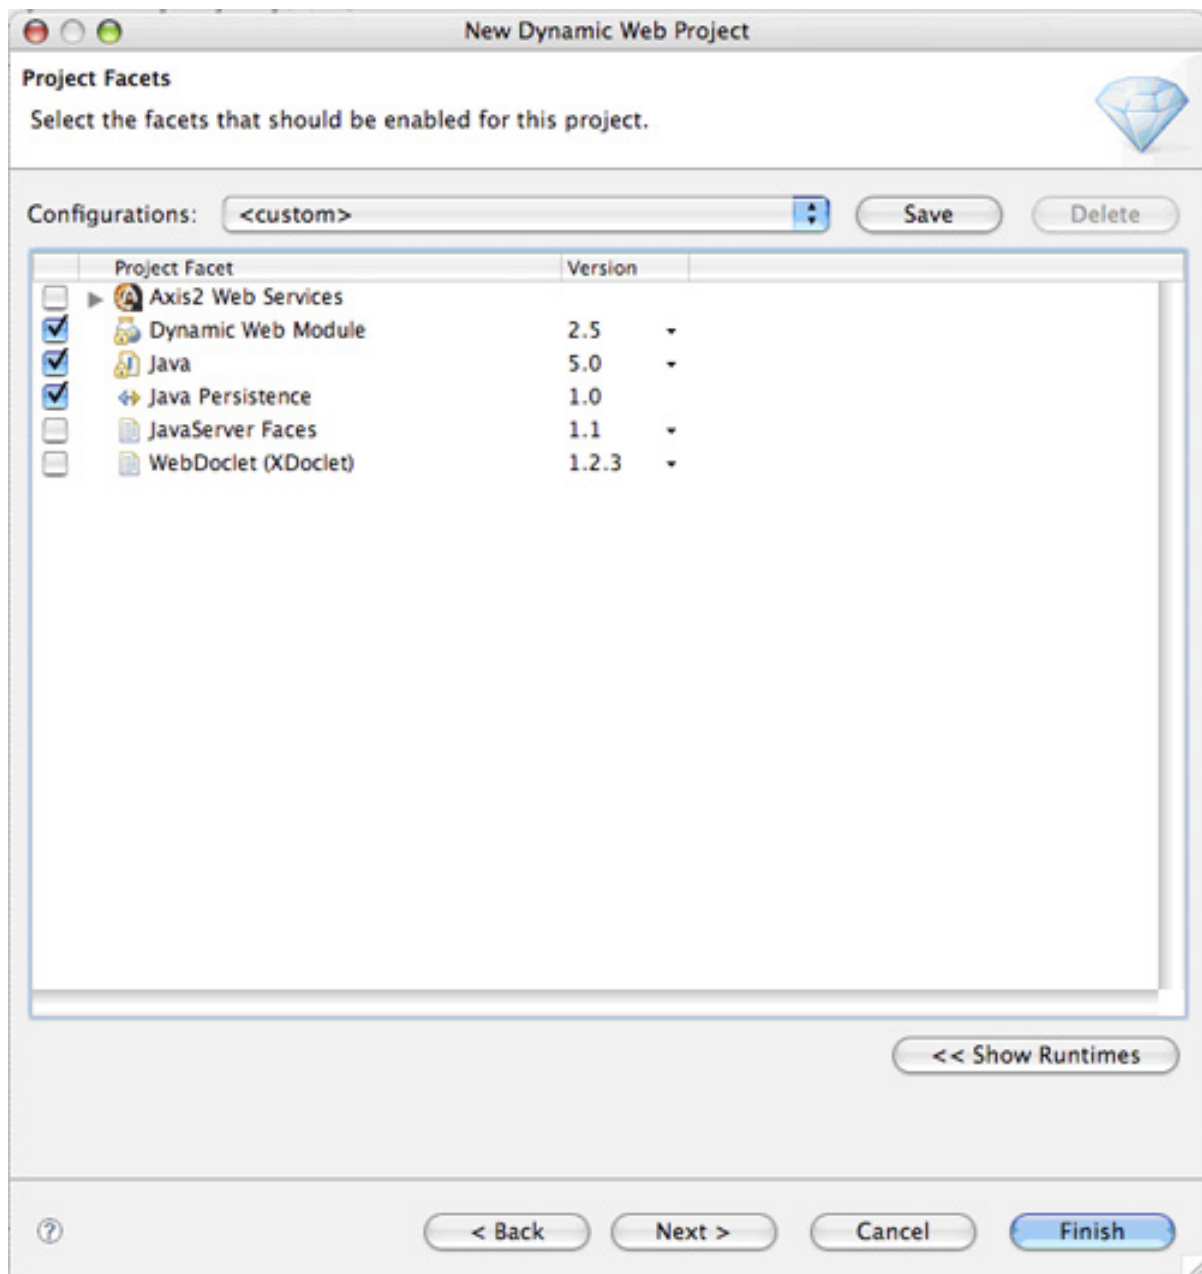 New Dynamic Web Project
Project Facets
Select the facets that should be enabled for this project.
Configurations: <custom> Save Delete
Project Facet Version
Axis2 Web Services
Dynamic Web Module 2.5
Java 5.0
Java Persistence 1.0
JavaServer Faces 1.1
WebDoclet (XDoclet) 1.2.3
<< Show Runtimes
? < Back Next > Cancel Finish